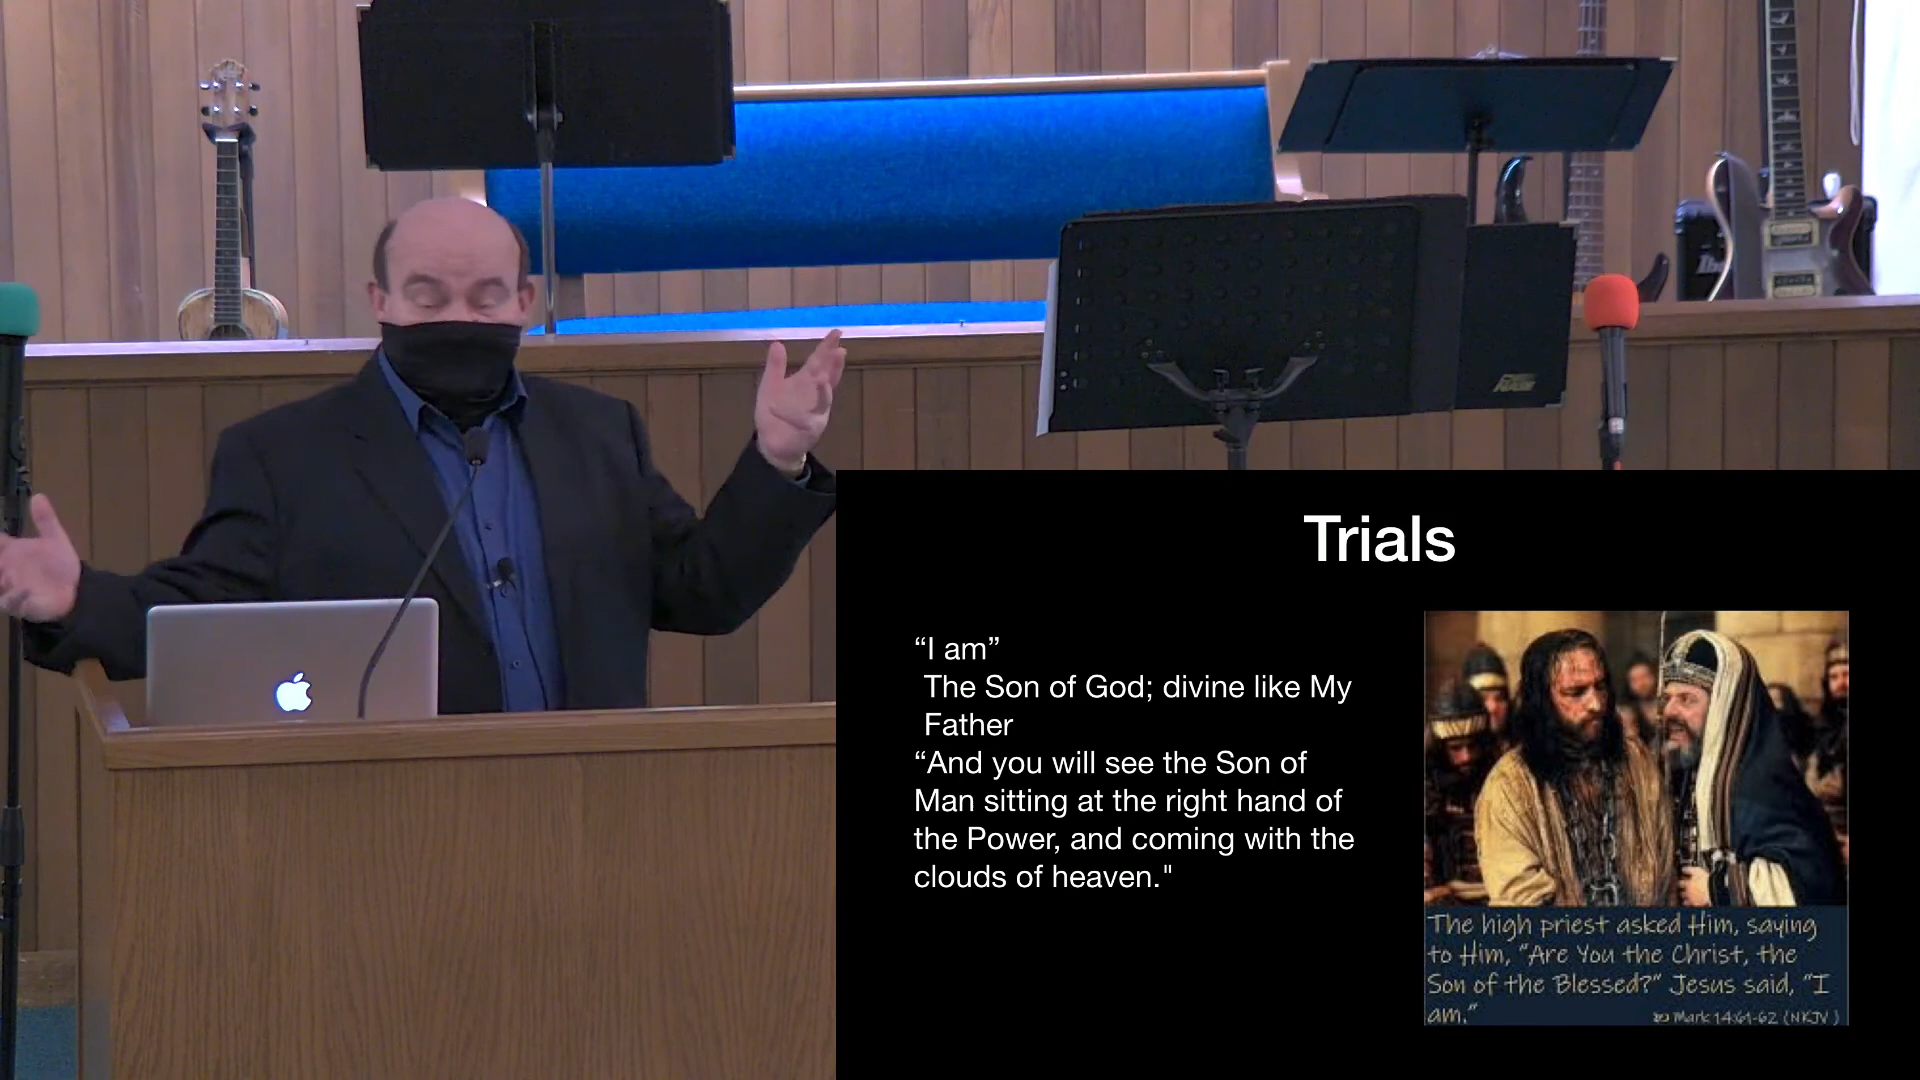 Trials
“I am”
The Son of God; divine like My
Father
“And you will see the Son of
Man sitting at the right hand of
the Power, and coming with the
clouds of heaven."
The high priest asked Him, saying
to Him, “Are You the Christ, the
Son of the Blessed?” Jesus said, “I
am.”
Mark 14:61-62 (NKJV)